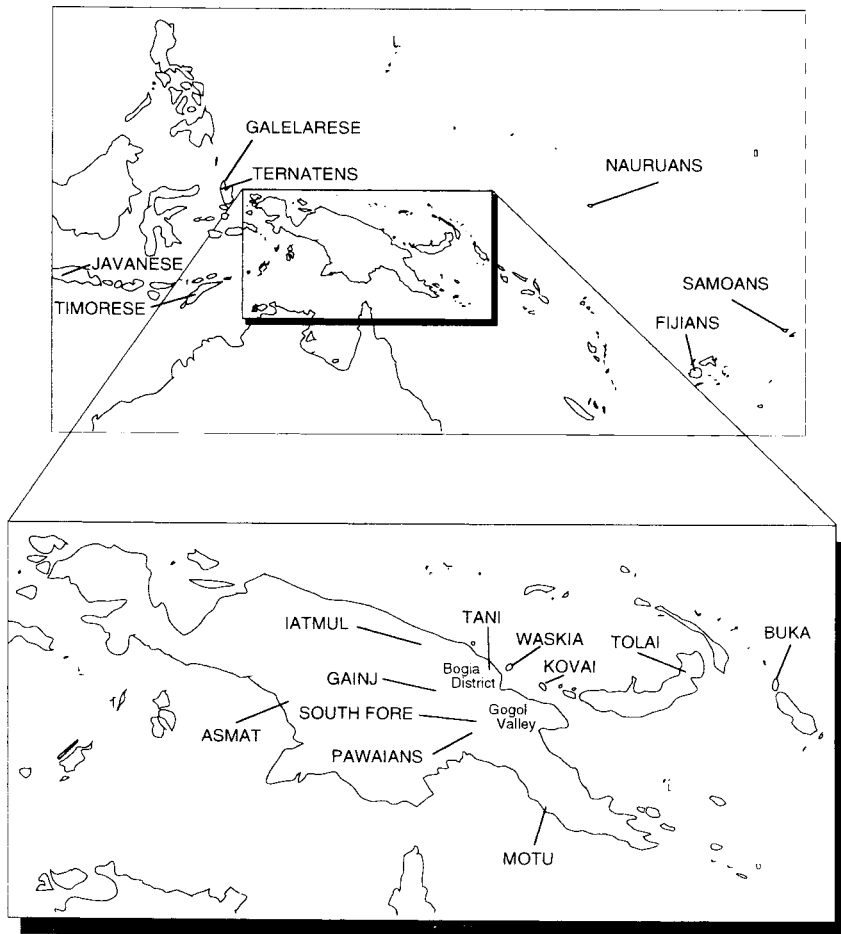 GALELARESE
TERNATENS
NAURUANS
JAVANESE
TIMORESE
SAMOANS
FIJIANS
TANI
IATMUL
WASKIA
TOLAI
BUKA
Bogia
District
KOVAI
GAINJ
SOUTH FORE
Gogol
Valley
ASMAT
PAWAIANS
MOTU